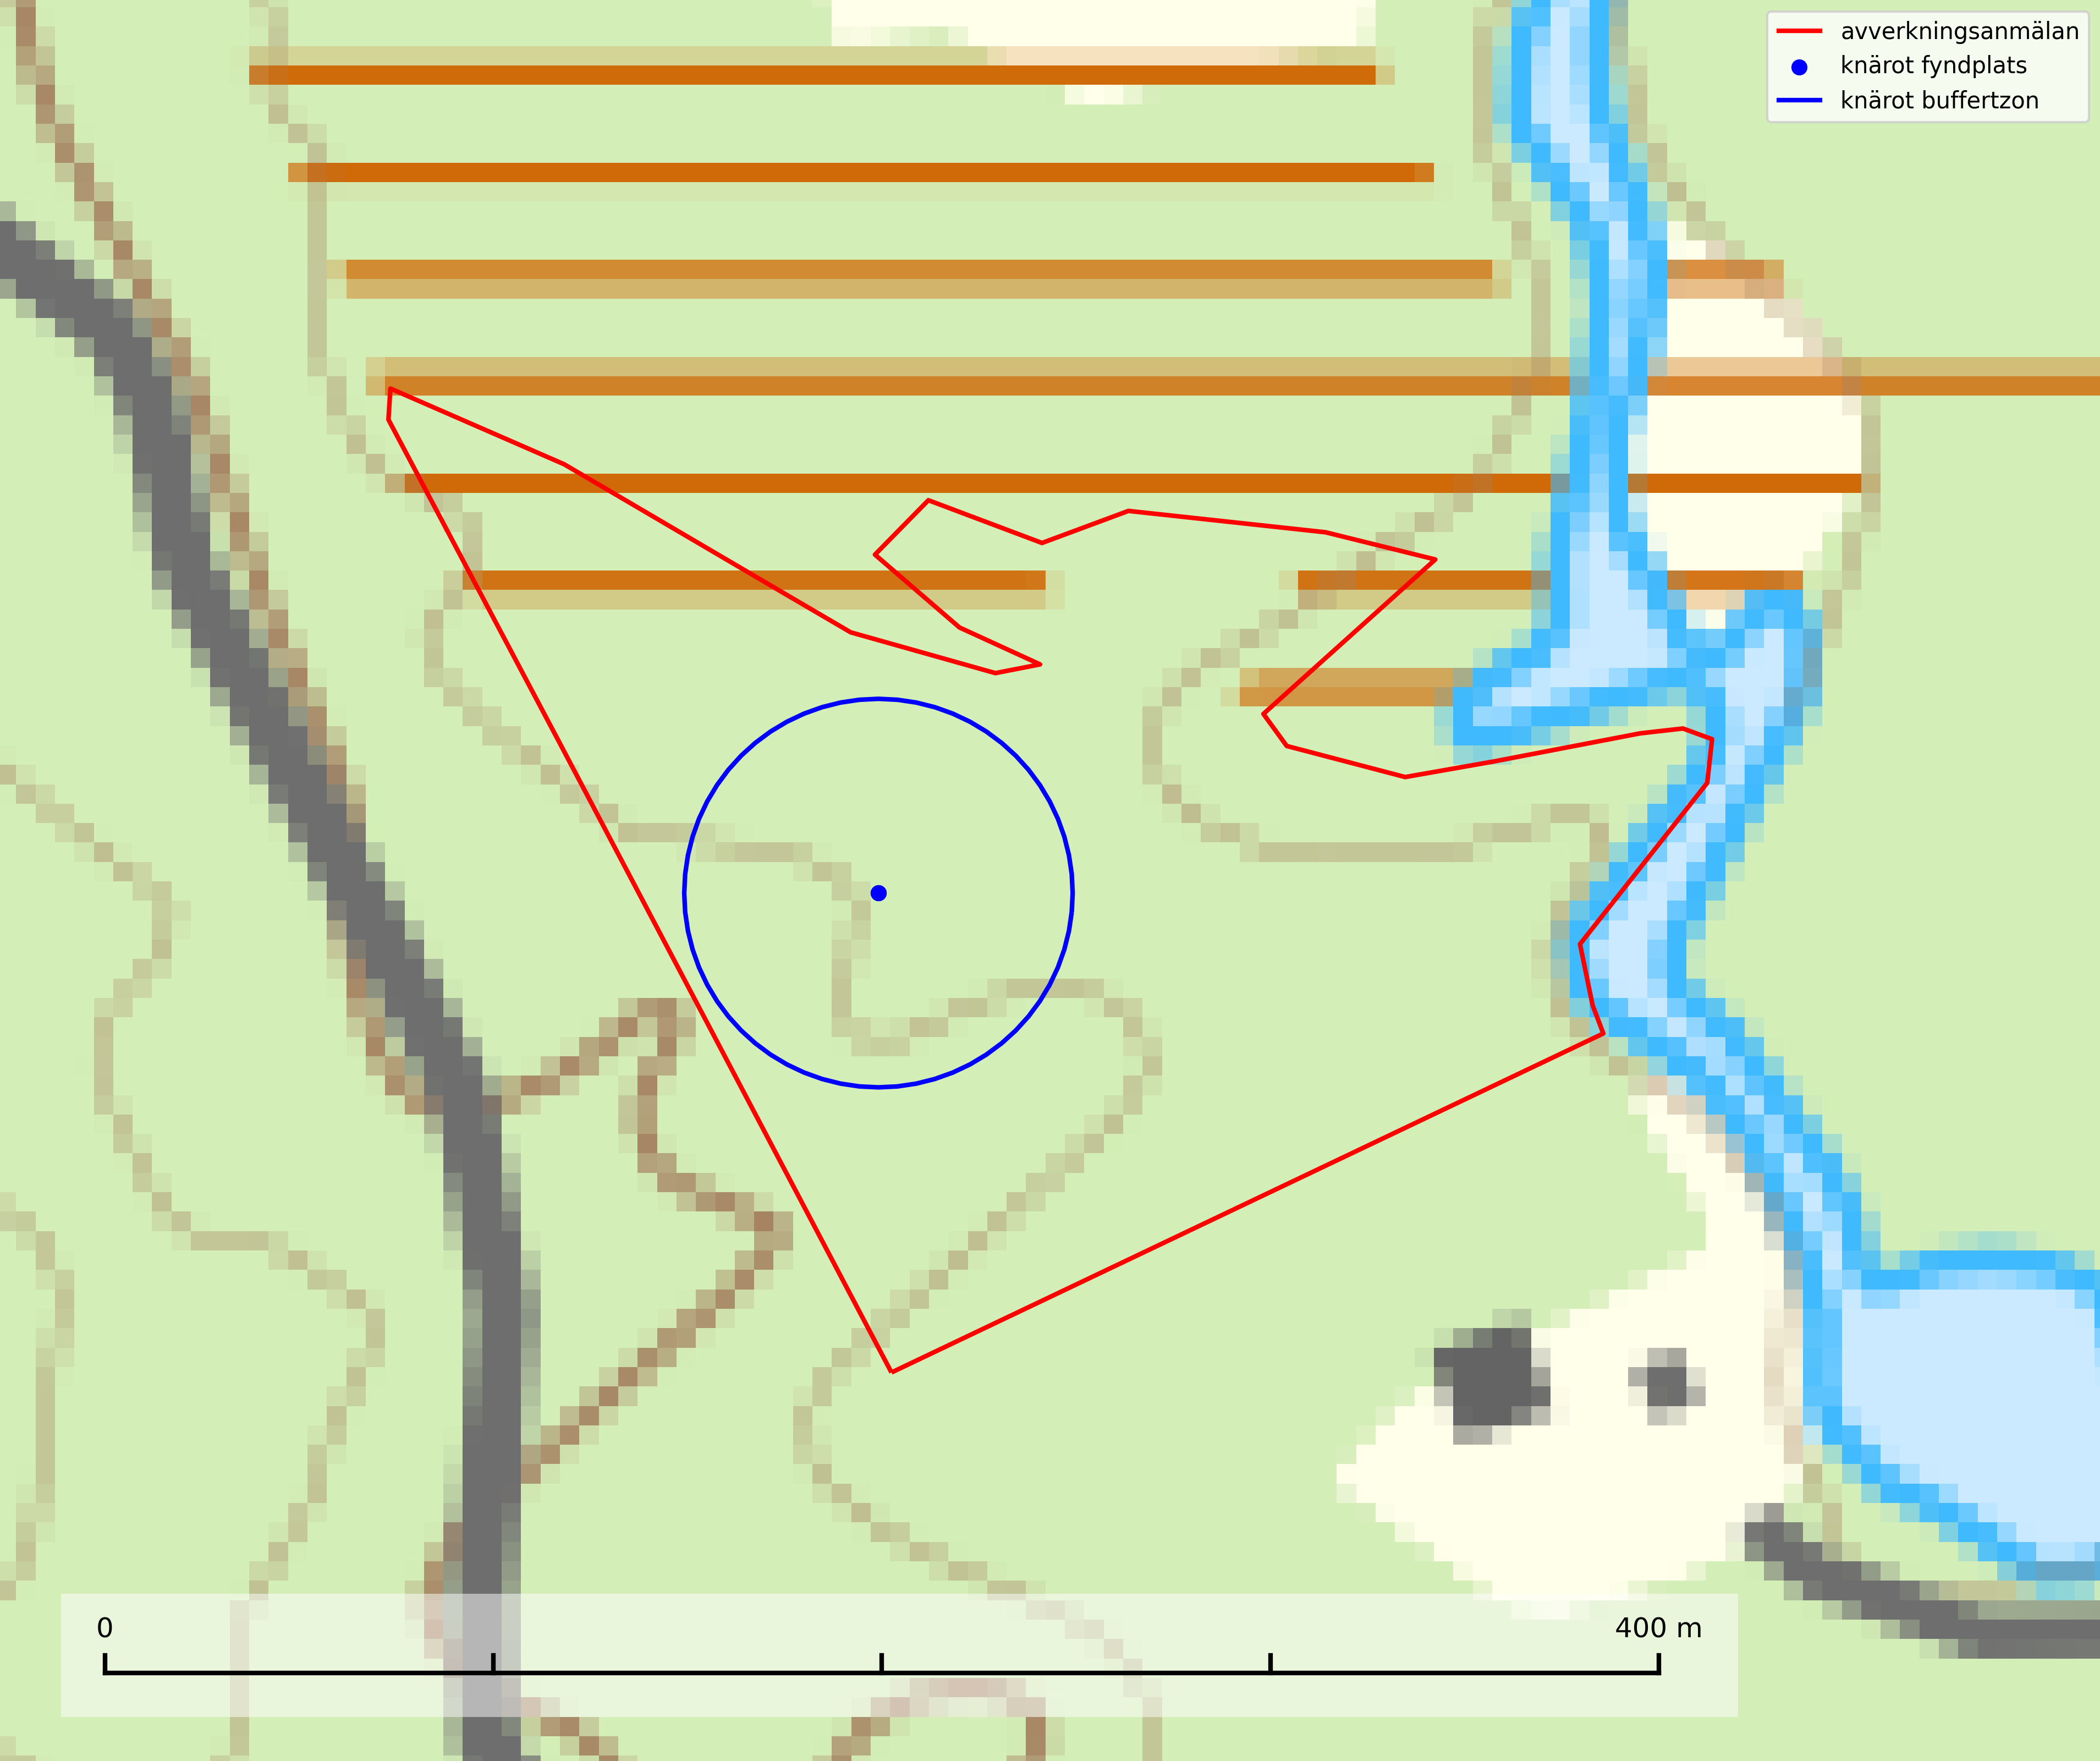 avverkningsanmälan
knärot fyndplats
knärot buffertzon
0 400 m